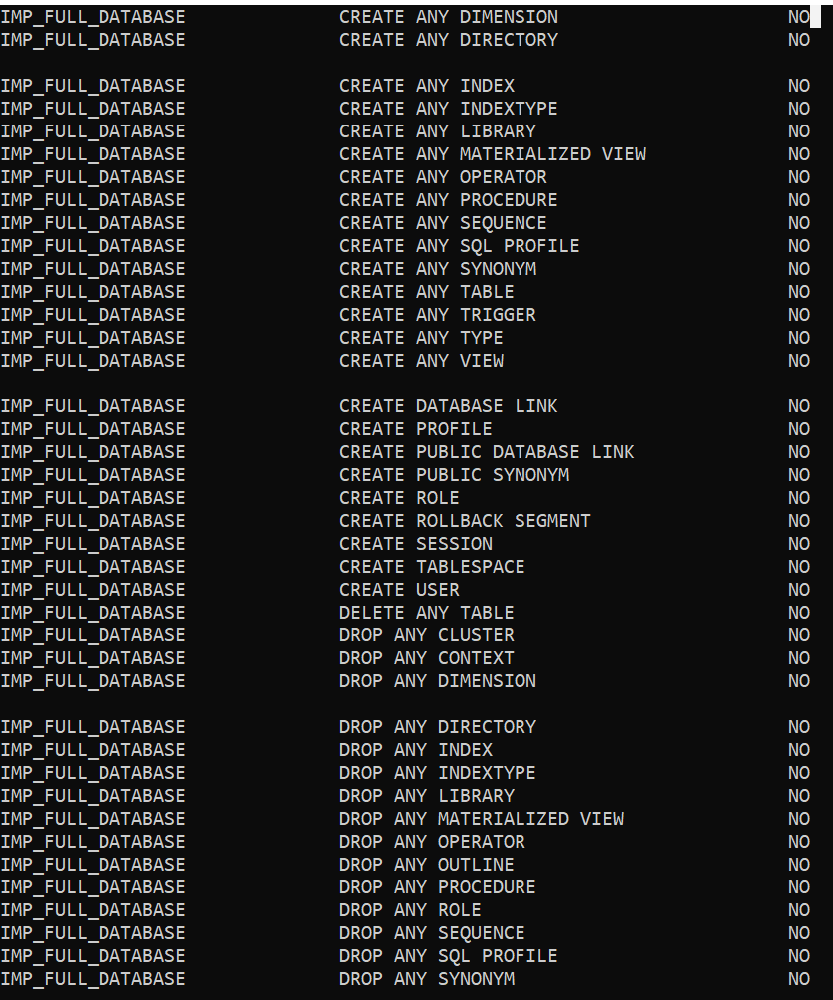 IMP_FULL_DATABASE CREATE ANY DIMENSION NO
IMP_FULL_DATABASE CREATE ANY DIRECTORY NO
IMP_FULL_DATABASE CREATE ANY INDEX NO
IMP_FULL_DATABASE CREATE ANY INDEXTYPE NO
IMP_FULL_DATABASE CREATE ANY LIBRARY NO
IMP_FULL_DATABASE CREATE ANY MATERIALIZED VIEW NO
IMP_FULL_DATABASE CREATE ANY OPERATOR NO
IMP_FULL_DATABASE CREATE ANY PROCEDURE NO
IMP_FULL_DATABASE CREATE ANY SEQUENCE NO
IMP_FULL_DATABASE CREATE ANY SQL PROFILE NO
IMP_FULL_DATABASE CREATE ANY SYNONYM NO
IMP_FULL_DATABASE CREATE ANY TABLE NO
IMP_FULL_DATABASE CREATE ANY TRIGGER NO
IMP_FULL_DATABASE CREATE ANY TYPE NO
IMP_FULL_DATABASE CREATE ANY VIEW NO
IMP_FULL_DATABASE CREATE DATABASE LINK NO
IMP_FULL_DATABASE CREATE PROFILE NO
IMP_FULL_DATABASE CREATE PUBLIC DATABASE LINK NO
IMP_FULL_DATABASE CREATE PUBLIC SYNONYM NO
IMP_FULL_DATABASE CREATE ROLE NO
IMP_FULL_DATABASE CREATE ROLLBACK SEGMENT NO
IMP_FULL_DATABASE CREATE SESSION NO
IMP_FULL_DATABASE CREATE TABLESPACE NO
IMP_FULL_DATABASE CREATE USER NO
IMP_FULL_DATABASE DELETE ANY TABLE NO
IMP_FULL_DATABASE DROP ANY CLUSTER NO
IMP_FULL_DATABASE DROP ANY CONTEXT NO
IMP_FULL_DATABASE DROP ANY DIMENSION NO
IMP_FULL_DATABASE DROP ANY DIRECTORY NO
IMP_FULL_DATABASE DROP ANY INDEX NO
IMP_FULL_DATABASE DROP ANY INDEXTYPE NO
IMP_FULL_DATABASE DROP ANY LIBRARY NO
IMP_FULL_DATABASE DROP ANY MATERIALIZED VIEW NO
IMP_FULL_DATABASE DROP ANY OPERATOR NO
IMP_FULL_DATABASE DROP ANY OUTLINE NO
IMP_FULL_DATABASE DROP ANY PROCEDURE NO
IMP_FULL_DATABASE DROP ANY ROLE NO
IMP_FULL_DATABASE DROP ANY SEQUENCE NO
IMP_FULL_DATABASE DROP ANY SQL PROFILE NO
IMP_FULL_DATABASE DROP ANY SYNONYM NO